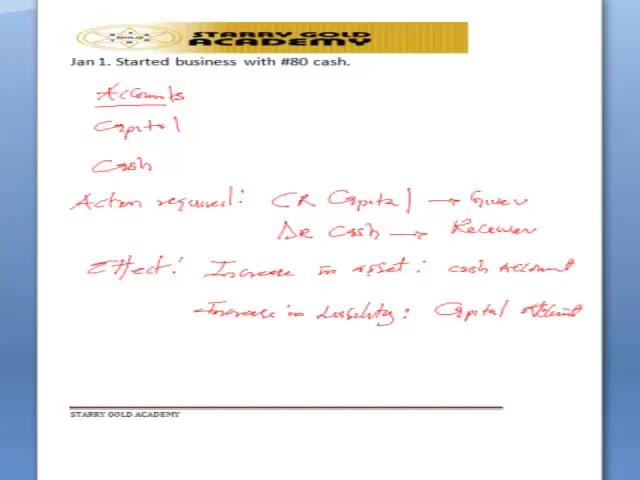 STARRY GOLD
ACADEMY
Jan 1. Started business with #80 cash.
Accounts
Capital
Cash
Action required: CR Capital → Giver
DR Cash → Receiver
Effect: Increase in asset: cash Account
-Increase in Liability: Capital Account
STARRY GOLD ACADEMY